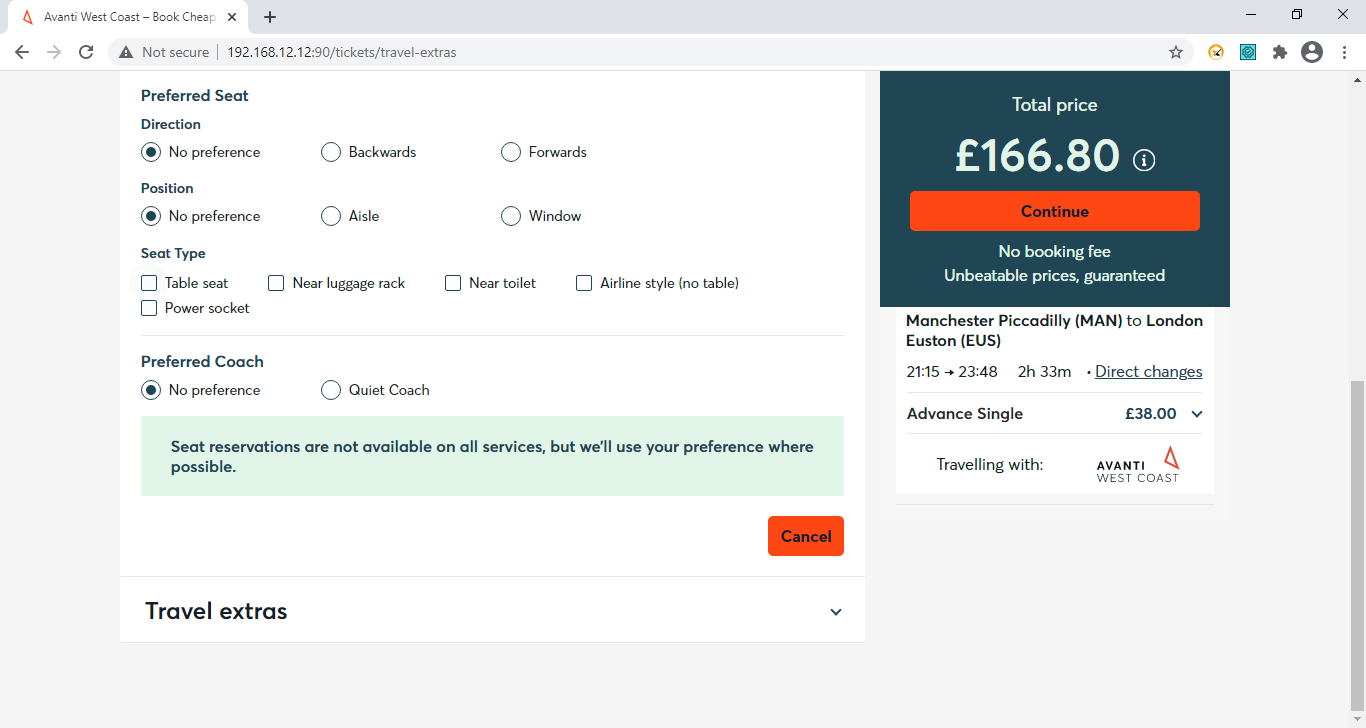 Avanti West Coast – Book Cheap
Not secure
192.168.12.12:90/tickets/travel-extras
Preferred Seat
Direction
No preference Backwards Forwards
Position
No preference Aisle Window
Seat Type
Table seat Near luggage rack Near toilet Airline style (no table)
Power socket
Preferred Coach
No preference Quiet Coach
Seat reservations are not available on all services, but we'll use your preference where
possible.
Cancel
Travel extras
Total price
£166.80
Continue
No booking fee
Unbeatable prices, guaranteed
Manchester Piccadilly (MAN) to London
Euston (EUS)
21:15 → 23:48 2h 33m • Direct changes
Advance Single £38.00
Travelling with:
AVANTI
WEST COAST